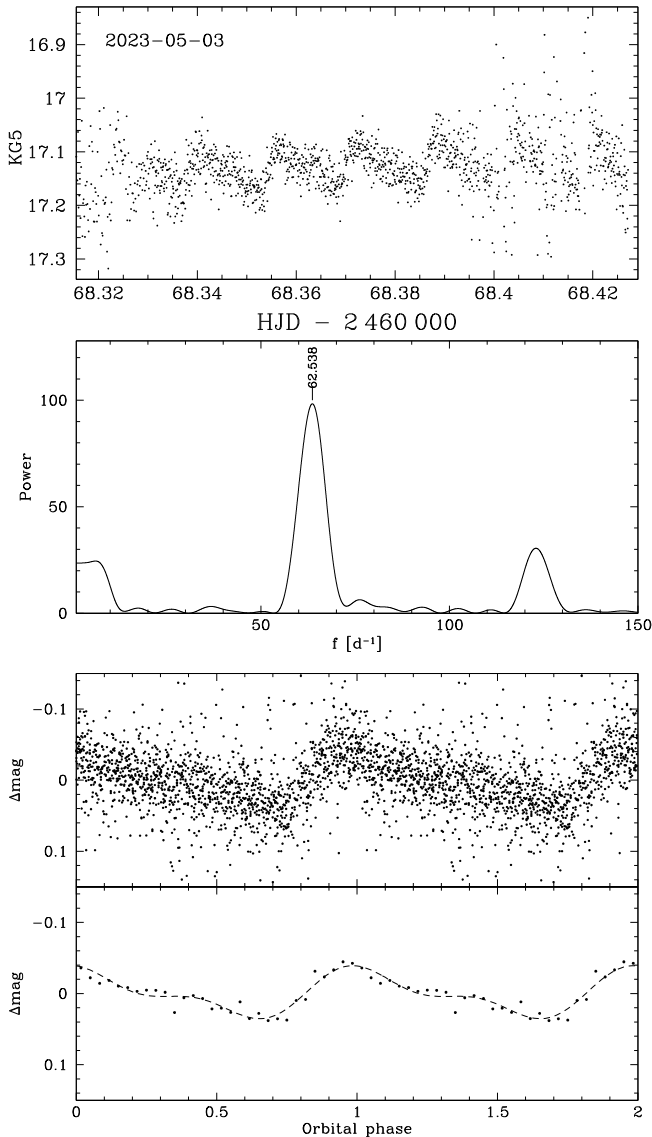 2023-05-03
KG5
16.9
17
17.1
17.2
17.3
68.32 68.34 68.36 68.38 68.4 68.42
HJD - 2 460 000
62.538
Power
100
50
0
50 100 150
f [d⁻¹]
Δmag
-0.1
0
0.1
Δmag
-0.1
0
0.1
0 0.5 1 1.5 2
Orbital phase